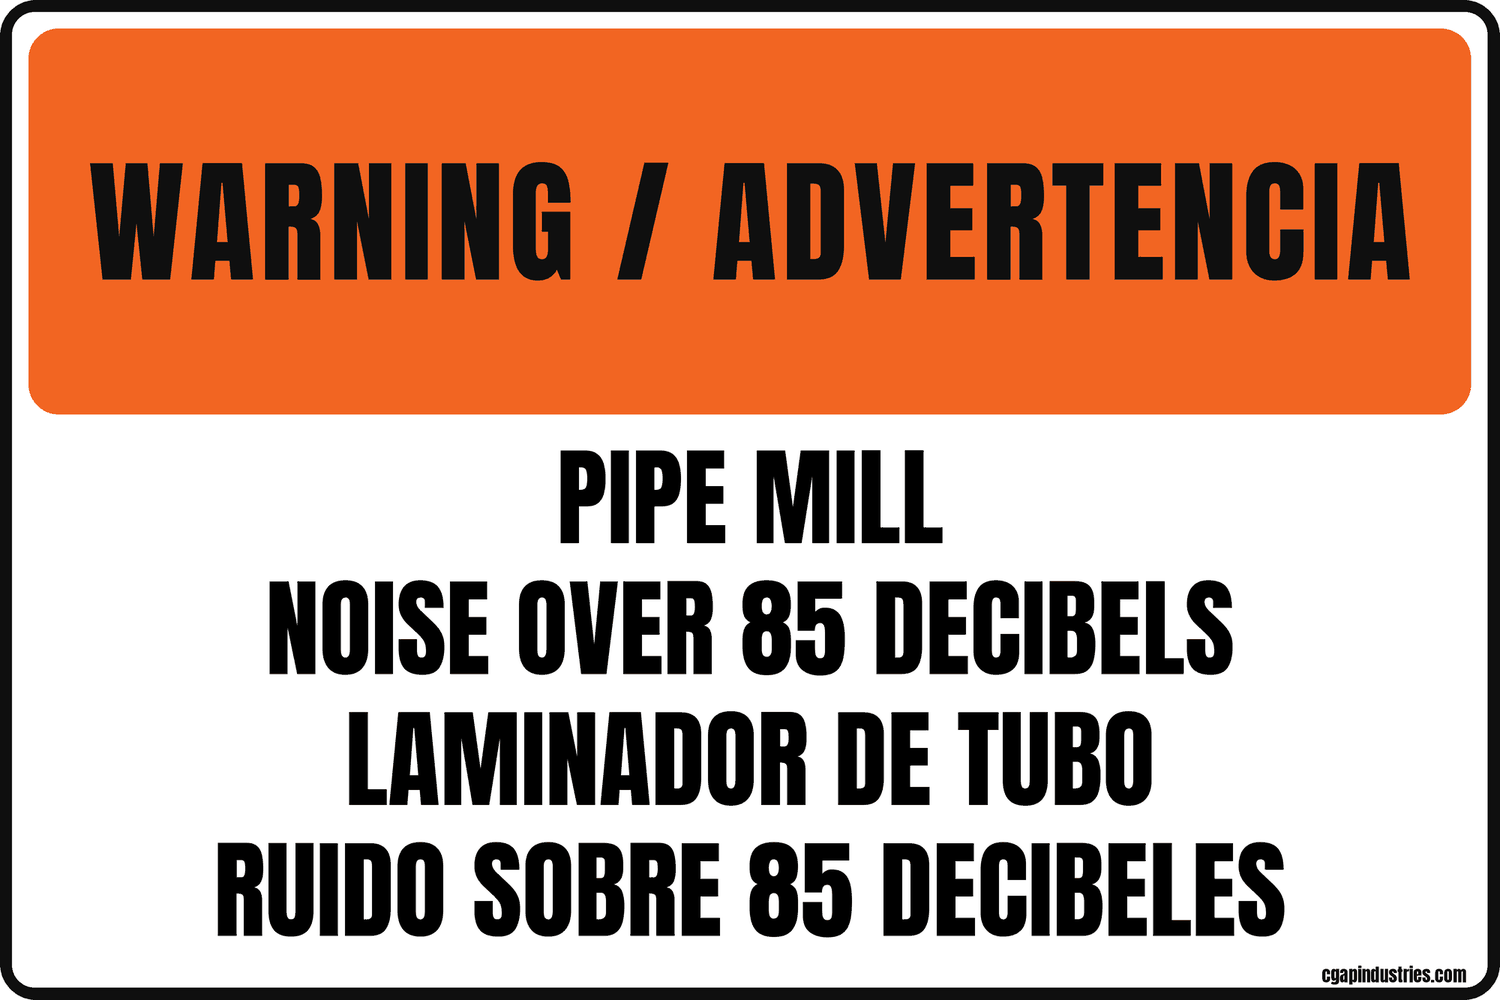 WARNING / ADVERTENCIA
PIPE MILL
NOISE OVER 85 DECIBELS
LAMINADOR DE TUBO
RUIDO SOBRE 85 DECIBELES
cgapindustries.com